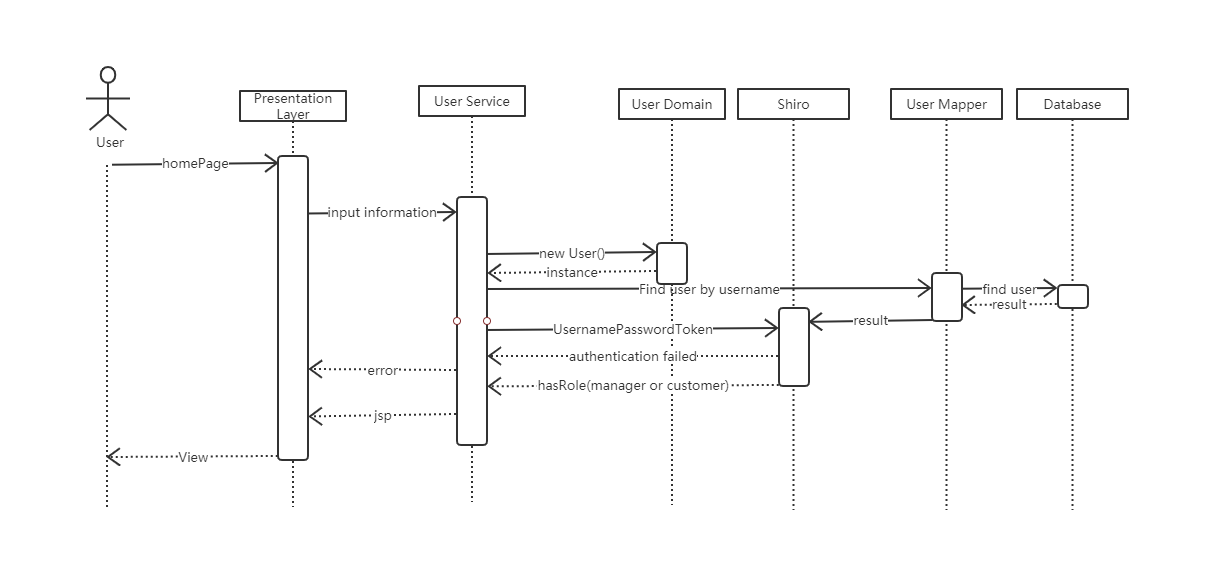 Presentation
Layer
User Service
User Domain
Shiro
User Mapper
Database
User
homePage
input information
new User()
instance
Find user by username
find user
result
result
UsernamePasswordToken
authentication failed
error
hasRole(manager or customer)
jsp
View